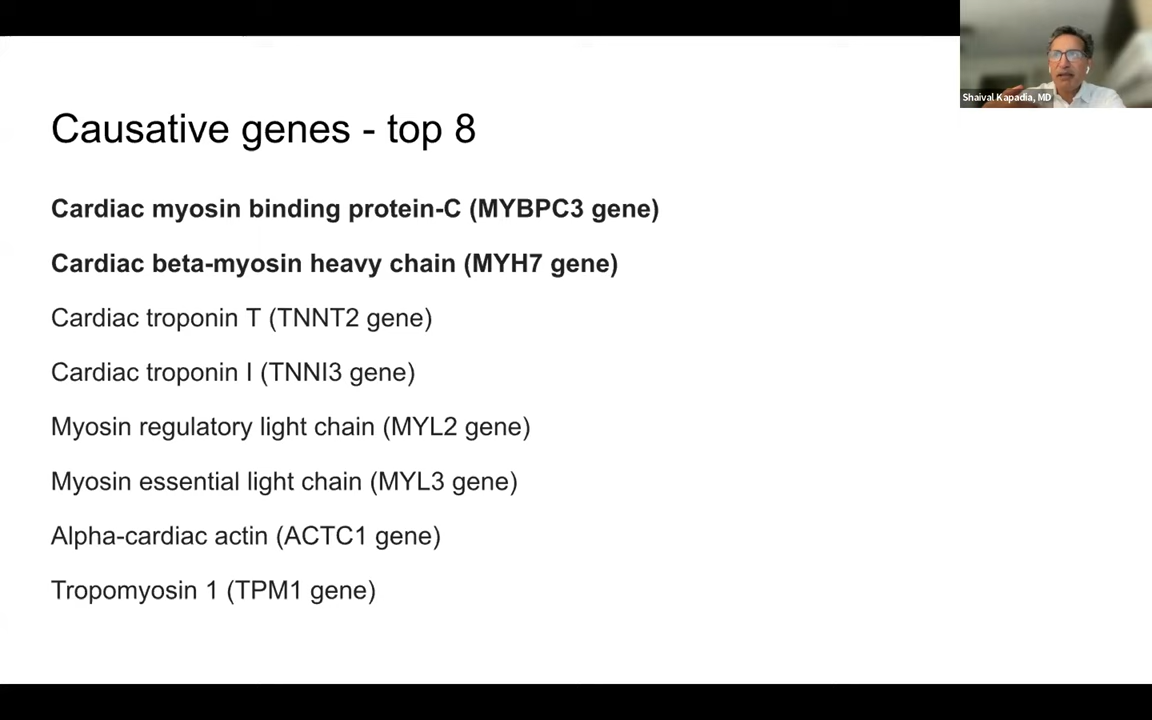 Shaival Kapadia, MD
Causative genes - top 8
Cardiac myosin binding protein-C (MYBPC3 gene)
Cardiac beta-myosin heavy chain (MYH7 gene)
Cardiac troponin T (TNNT2 gene)
Cardiac troponin I (TNNI3 gene)
Myosin regulatory light chain (MYL2 gene)
Myosin essential light chain (MYL3 gene)
Alpha-cardiac actin (ACTC1 gene)
Tropomyosin 1 (TPM1 gene)